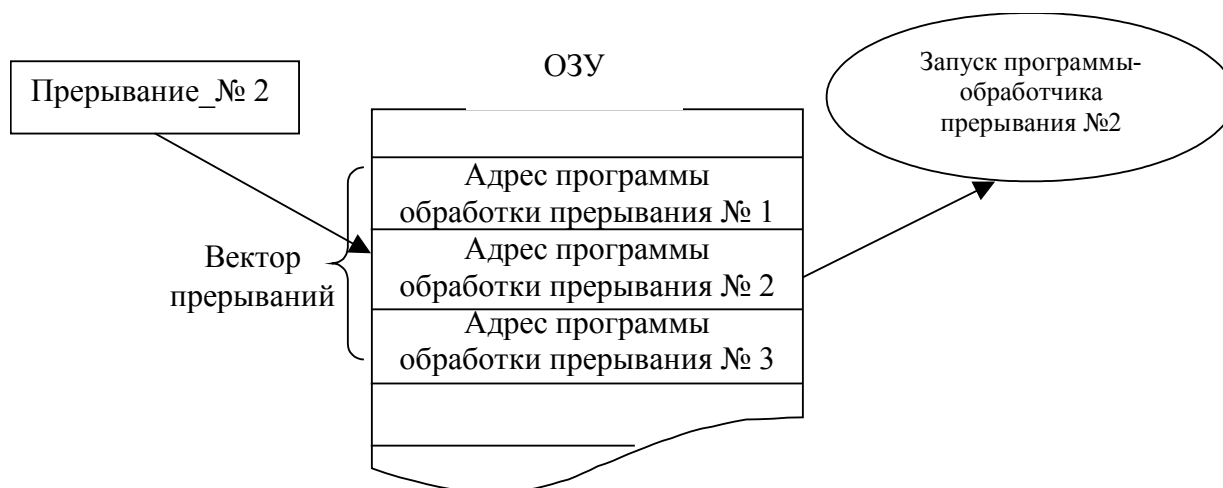 ОЗУ
Прерывание_№ 2
Запуск программы-
обработчика
прерывания №2
Адрес программы
обработки прерывания № 1
Вектор
прерываний
Адрес программы
обработки прерывания № 2
Адрес программы
обработки прерывания № 3